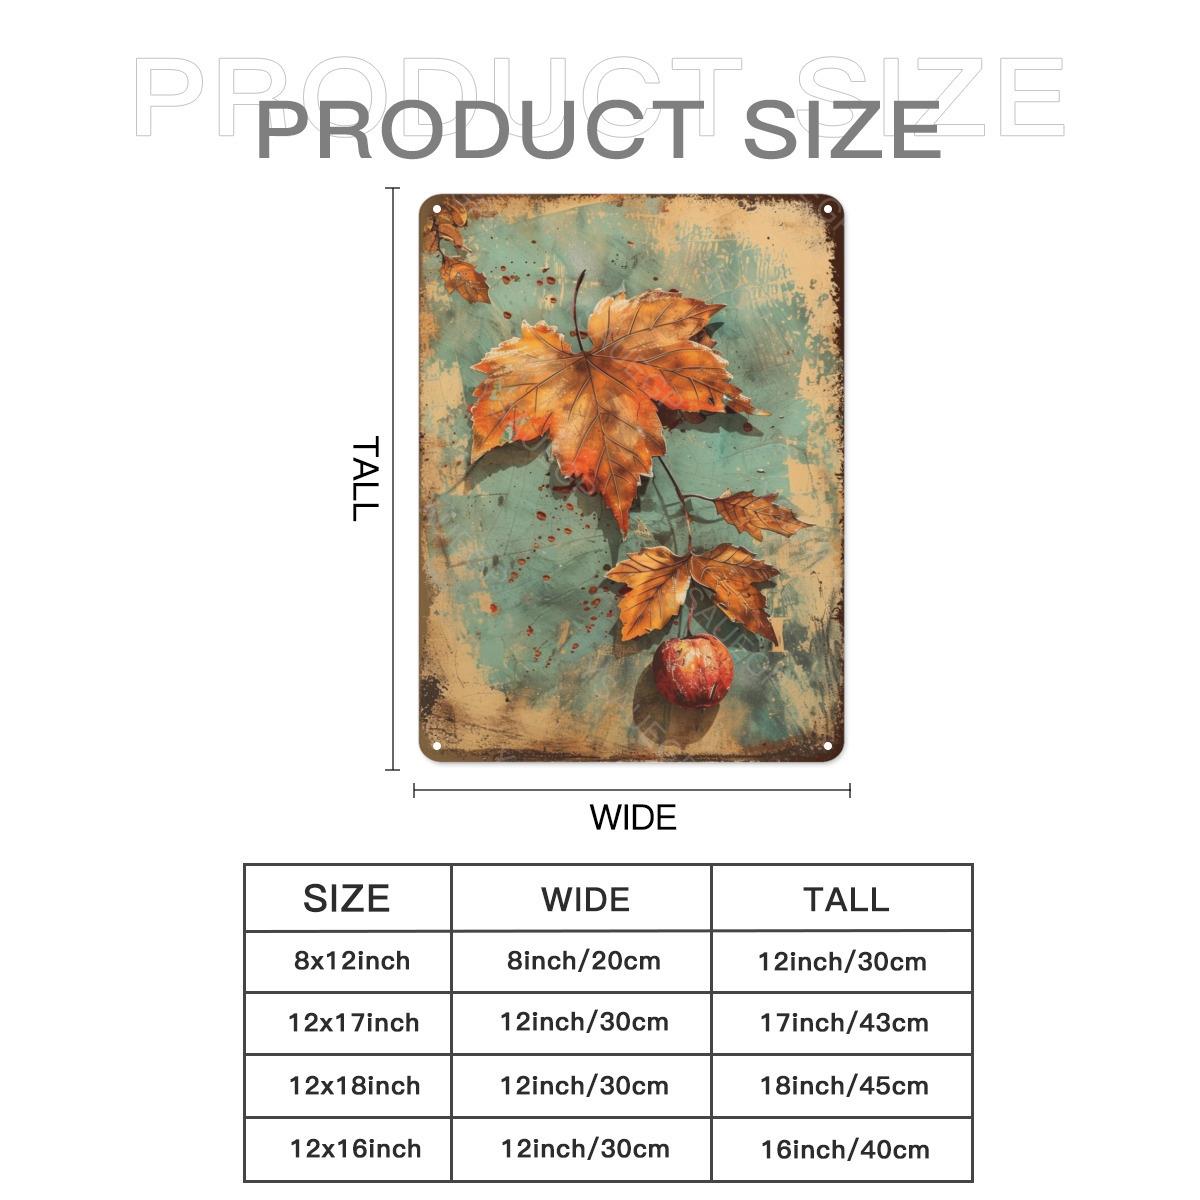 PRODUCT SIZE
PRODUCT SIZE
TALL
SAUEGR
WIDE
SIZE WIDE TALL
8x12inch 8inch/20cm 12inch/30cm
12x17inch 12inch/30cm 17inch/43cm
12x18inch 12inch/30cm 18inch/45cm
12x16inch 12inch/30cm 16inch/40cm